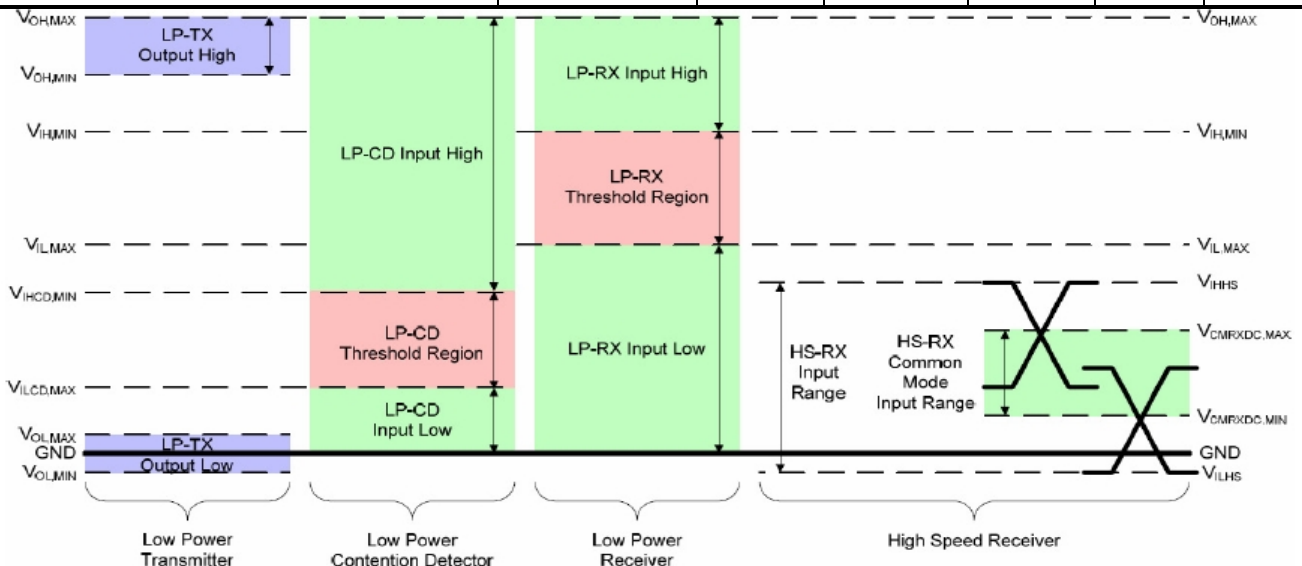 VOH,MAX
LP-TX
Output High
VOH,MIN
VIH,MIN
VIL,MAX
VIHCD,MIN
VILCD,MAX
VOL,MAX
GND
VOL,MIN
LP-TX
Output Low
LP-CD Input High
LP-CD
Threshold Region
LP-CD
Input Low
LP-RX Input High
LP-RX
Threshold Region
LP-RX Input Low
HS-RX
Input
Range
HS-RX
Common
Mode
Input Range
VOH,MAX
VIH,MIN
VIL,MAX
VIHHS
VCMRXDC,MAX
VCMRXDC,MIN
GND
VILHS
Low Power
Transmitter
Low Power
Contention Detector
Low Power
Receiver
High Speed Receiver